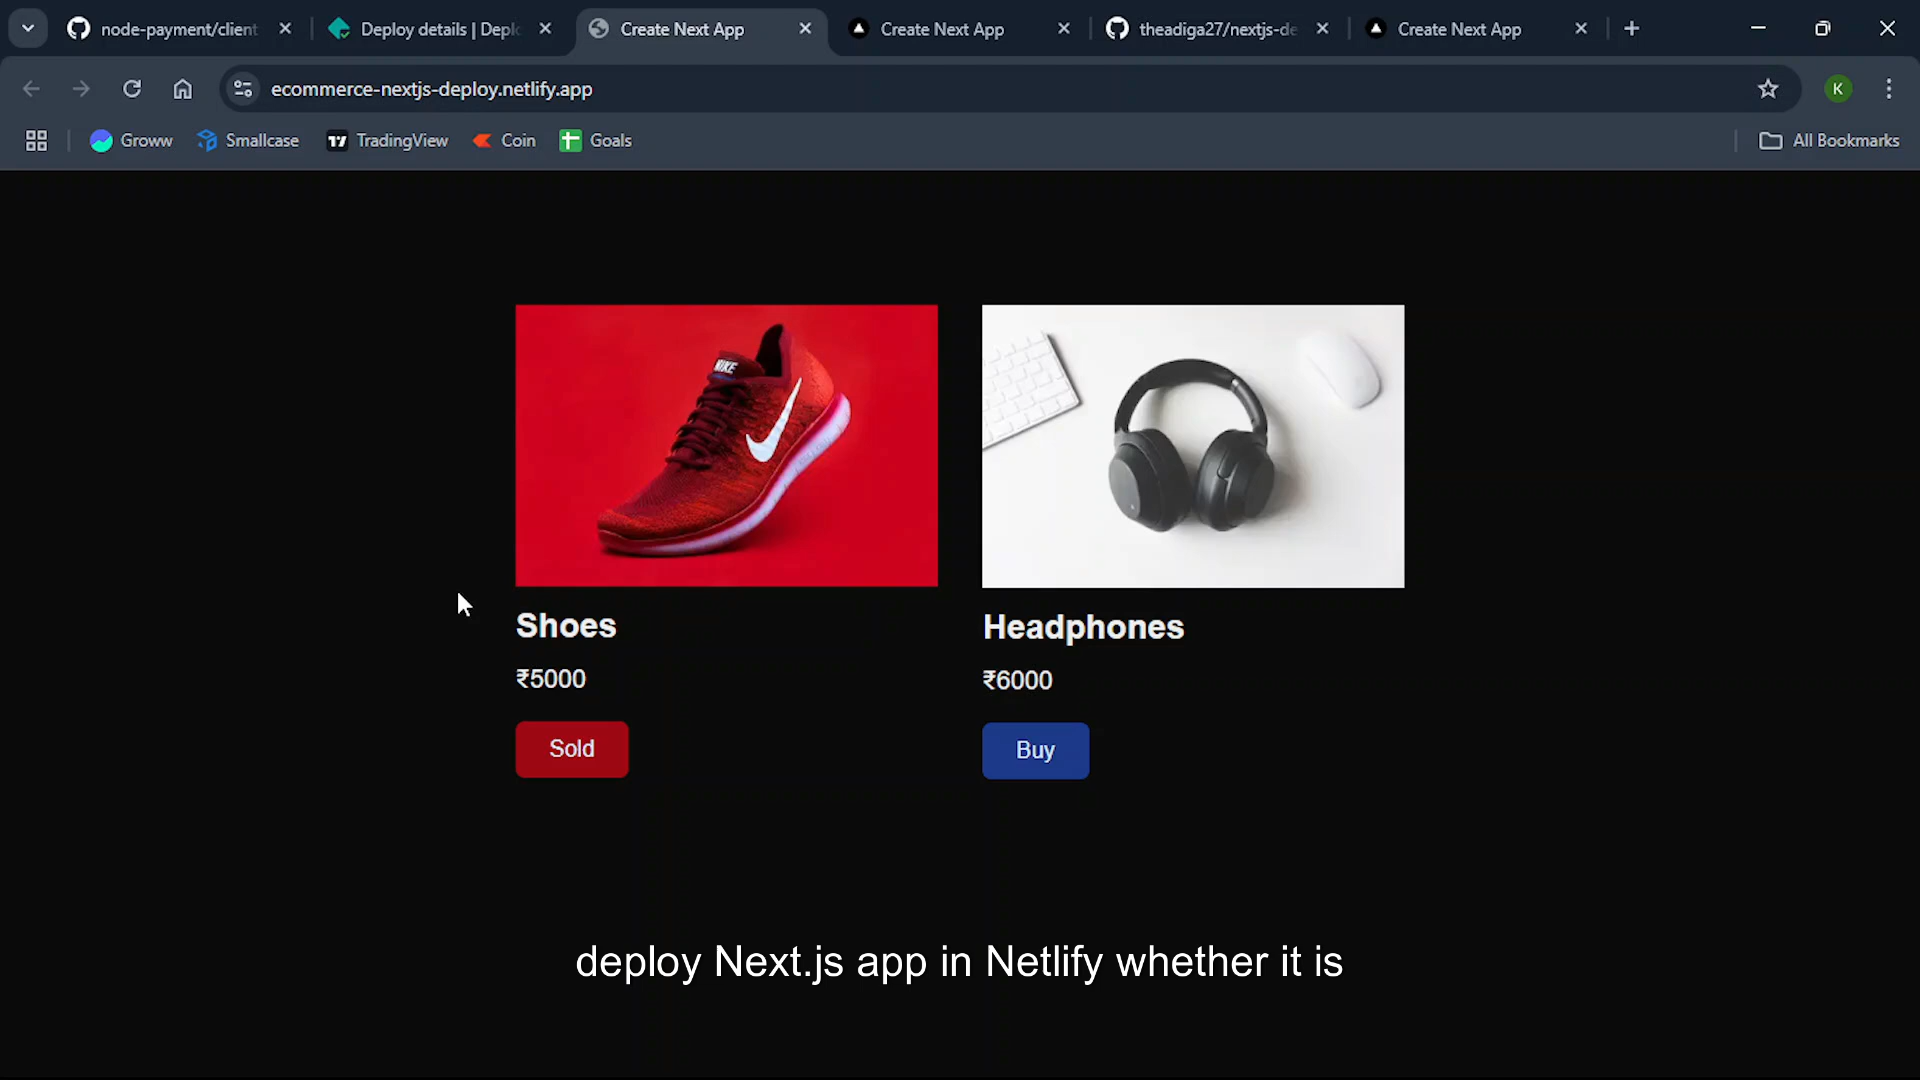 node-payment/client
Deploy details | Deplo
Create Next App
Create Next App
theadiga27/nextjs-de
Create Next App
ecommerce-nextjs-deploy.netlify.app
K
Groww
Smallcase
TradingView
Coin
Goals
All Bookmarks
NIKE
Shoes
Headphones
₹5000
₹6000
Sold
Buy
deploy Next.js app in Netlify whether it is